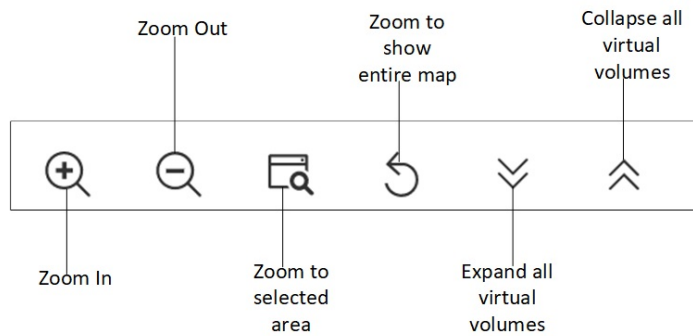 Zoom Out
Zoom to
show
entire map
Collapse all
virtual
volumes
Zoom In
Zoom to
selected
area
Expand all
virtual
volumes